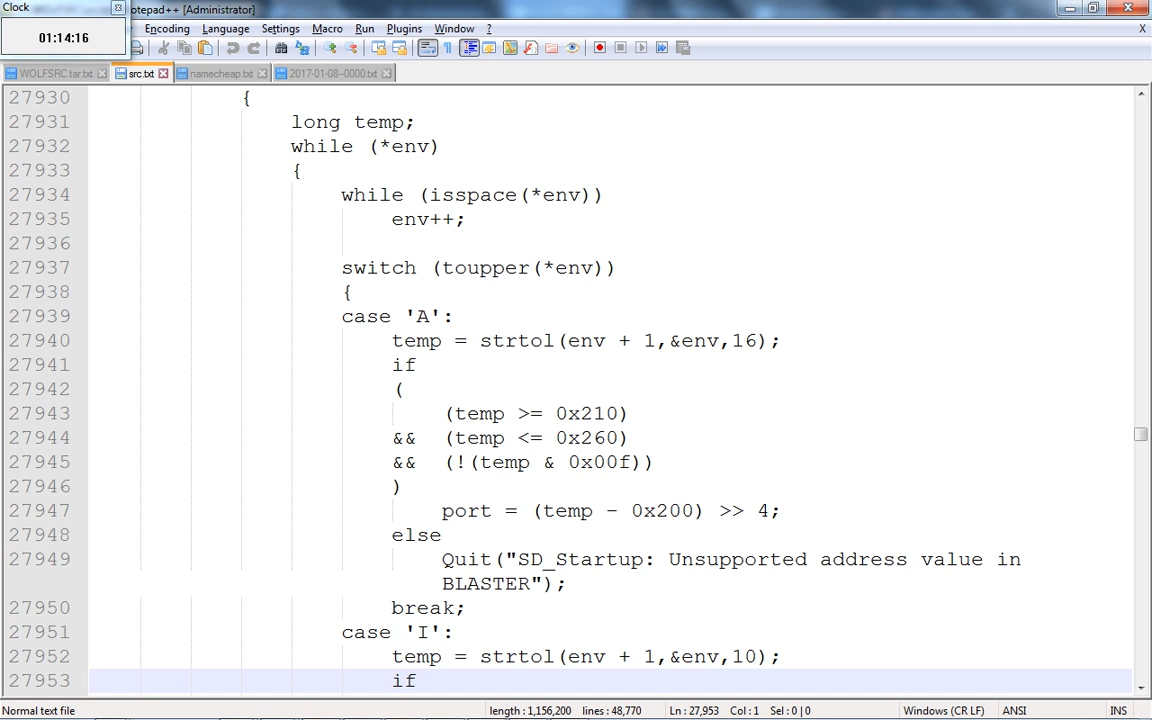 Clock
otepad++ [Administrator]
01:14:16
Encoding Language Settings Macro Run Plugins Window ? X
WOLFSRC.tar.txt src.txt namecheap.txt 2017-01-08--0000.txt
27930 {
27931 long temp;
27932 while (*env)
27933 {
27934 while (isspace(*env))
27935 env++;
27936
27937 switch (toupper(*env))
27938 {
27939 case 'A':
27940 temp = strtol(env + 1,&env,16);
27941 if
27942 (
27943 (temp >= 0x210)
27944 && (temp <= 0x260)
27945 && (!(temp & 0x00f))
27946 )
27947 port = (temp - 0x200) >> 4;
27948 else
27949 Quit("SD_Startup: Unsupported address value in
BLASTER");
27950 break;
27951 case 'I':
27952 temp = strtol(env + 1,&env,10);
27953 if
Normal text file length : 1,156,200 lines : 48,770 Ln : 27,953 Col : 1 Sel : 0 | 0 Windows (CR LF) ANSI INS